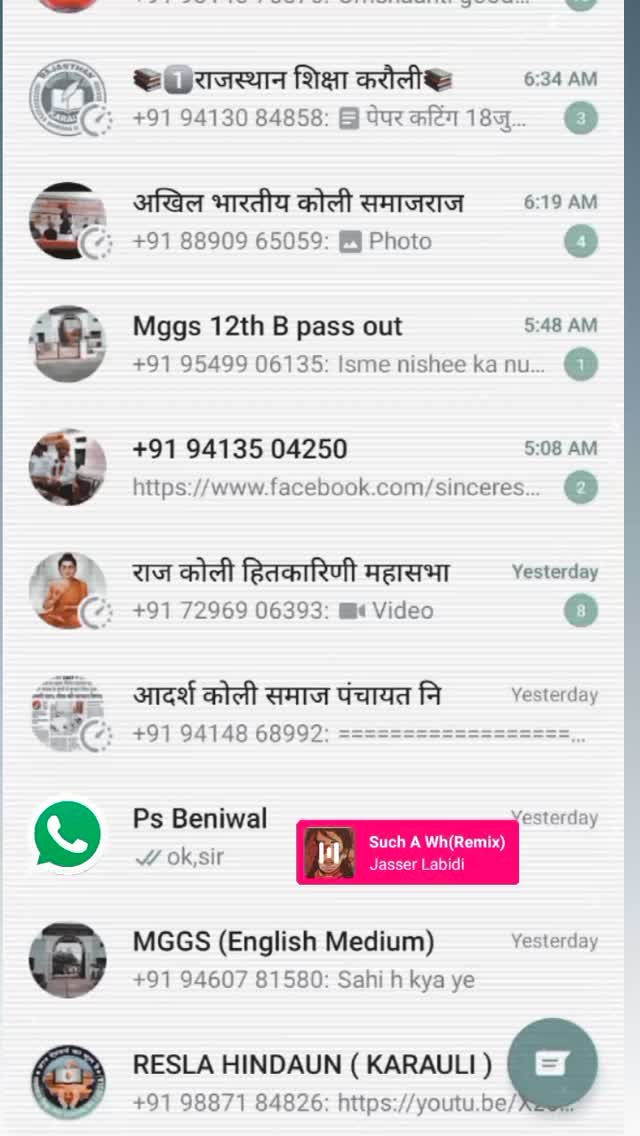 📚1️⃣राजस्थान शिक्षा करौली📚 6:34 AM
+91 94130 84858: पेपर कटिंग 18जु... 3
अखिल भारतीय कोली समाजराज 6:19 AM
+91 88909 65059: Photo 4
Mggs 12th B pass out 5:48 AM
+91 95499 06135: Isme nishee ka nu... 1
+91 94135 04250 5:08 AM
https://www.facebook.com/sinceres... 2
राज कोली हितकारिणी महासभा Yesterday
+91 72969 06393: Video 8
आदर्श कोली समाज पंचायत नि Yesterday
+91 94148 68992: ==================...
Ps Beniwal Yesterday
ok,sir
Such A Wh(Remix)
Jasser Labidi
MGGS (English Medium) Yesterday
+91 94607 81580: Sahi h kya ye
RESLA HINDAUN ( KARAULI )
+91 98871 84826: https://youtu.be/